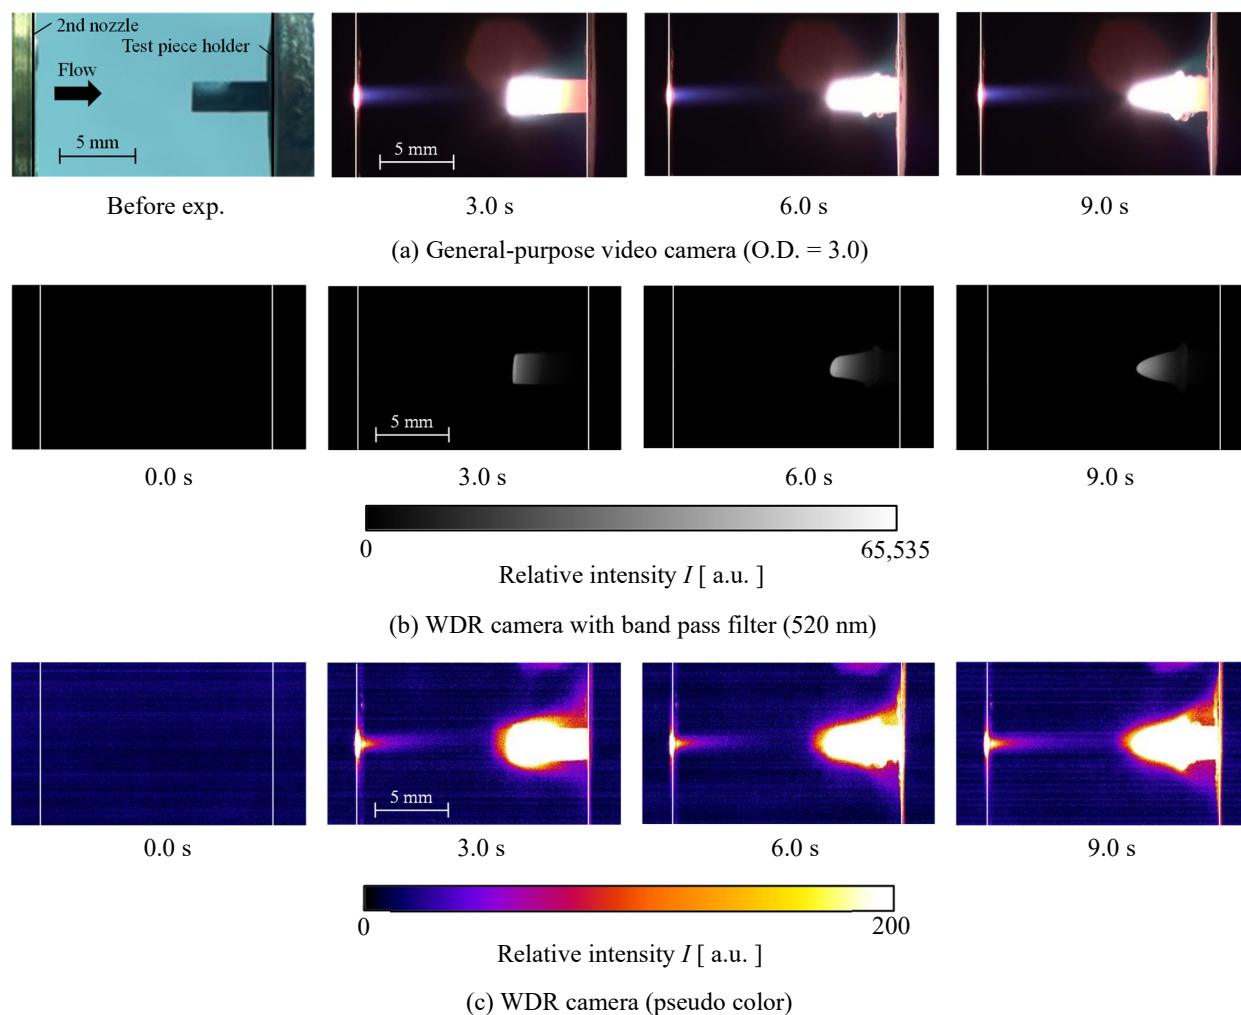 2nd nozzle
Test piece holder
Flow
5 mm
5 mm
Before exp.
3.0 s
6.0 s
9.0 s
(a) General-purpose video camera (O.D. = 3.0)
5 mm
0.0 s
3.0 s
6.0 s
9.0 s
0
65,535
Relative intensity I [ a.u. ]
(b) WDR camera with band pass filter (520 nm)
5 mm
0.0 s
3.0 s
6.0 s
9.0 s
0
200
Relative intensity I [ a.u. ]
(c) WDR camera (pseudo color)